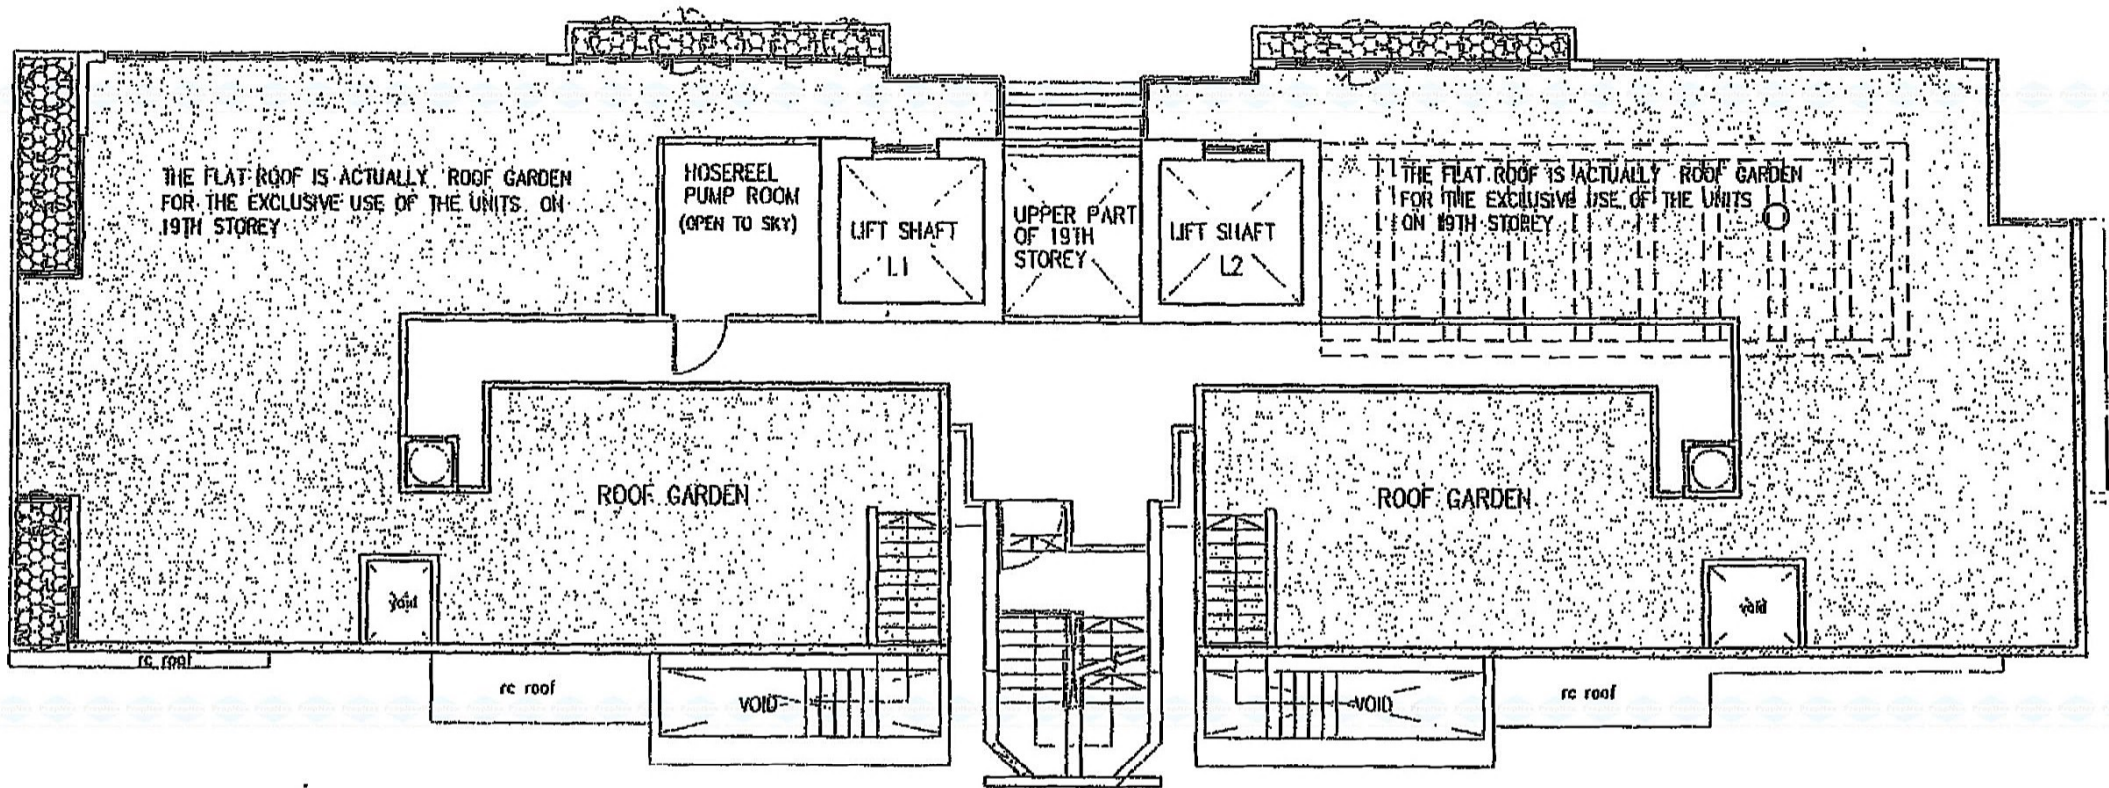 THE FLAT ROOF IS ACTUALLY ROOF GARDEN
FOR THE EXCLUSIVE USE OF THE UNITS ON
19TH STOREY
HOSEREEL
PUMP ROOM
(OPEN TO SKY)
LIFT SHAFT
L1
UPPER PART
OF 19TH
STOREY
LIFT SHAFT
L2
THE FLAT ROOF IS ACTUALLY ROOF GARDEN
FOR THE EXCLUSIVE USE OF THE UNITS
ON 19TH STOREY
ROOF GARDEN
ROOF GARDEN
void
void
rc roof
rc roof
VOID
VOID
rc roof